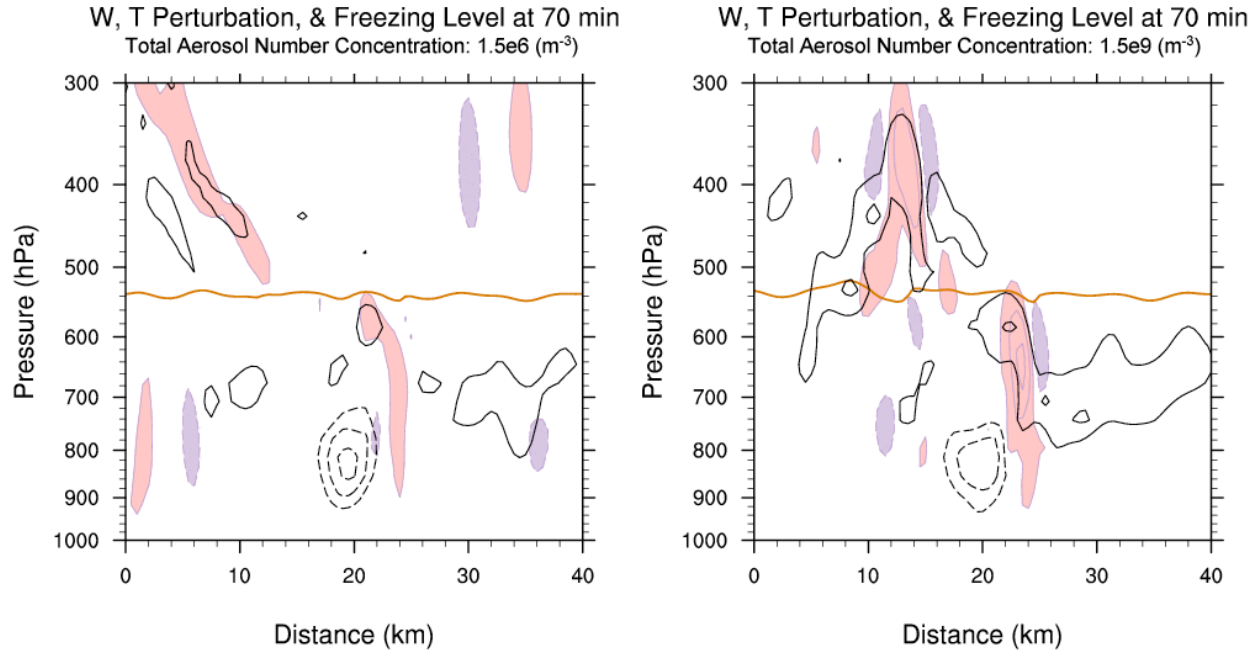 W, T Perturbation, & Freezing Level at 70 min
Total Aerosol Number Concentration: 1.5e6 (m⁻³)
300
400
500
600
700
800
900
1000
Pressure (hPa)
0 10 20 30 40
Distance (km)
W, T Perturbation, & Freezing Level at 70 min
Total Aerosol Number Concentration: 1.5e9 (m⁻³)
300
400
500
600
700
800
900
1000
Pressure (hPa)
0 10 20 30 40
Distance (km)